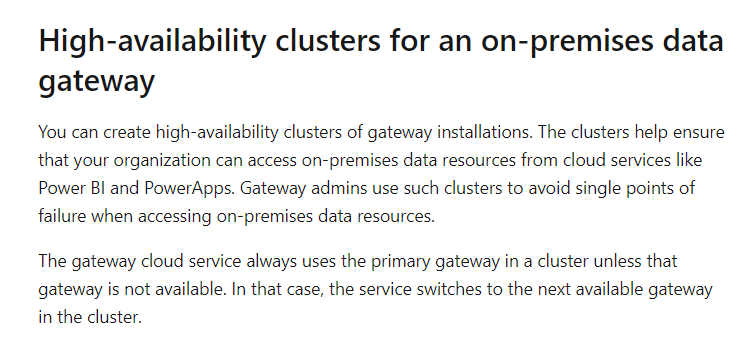 High-availability clusters for an on-premises data
gateway
You can create high-availability clusters of gateway installations. The clusters help ensure
that your organization can access on-premises data resources from cloud services like
Power BI and PowerApps. Gateway admins use such clusters to avoid single points of
failure when accessing on-premises data resources.
The gateway cloud service always uses the primary gateway in a cluster unless that
gateway is not available. In that case, the service switches to the next available gateway
in the cluster.